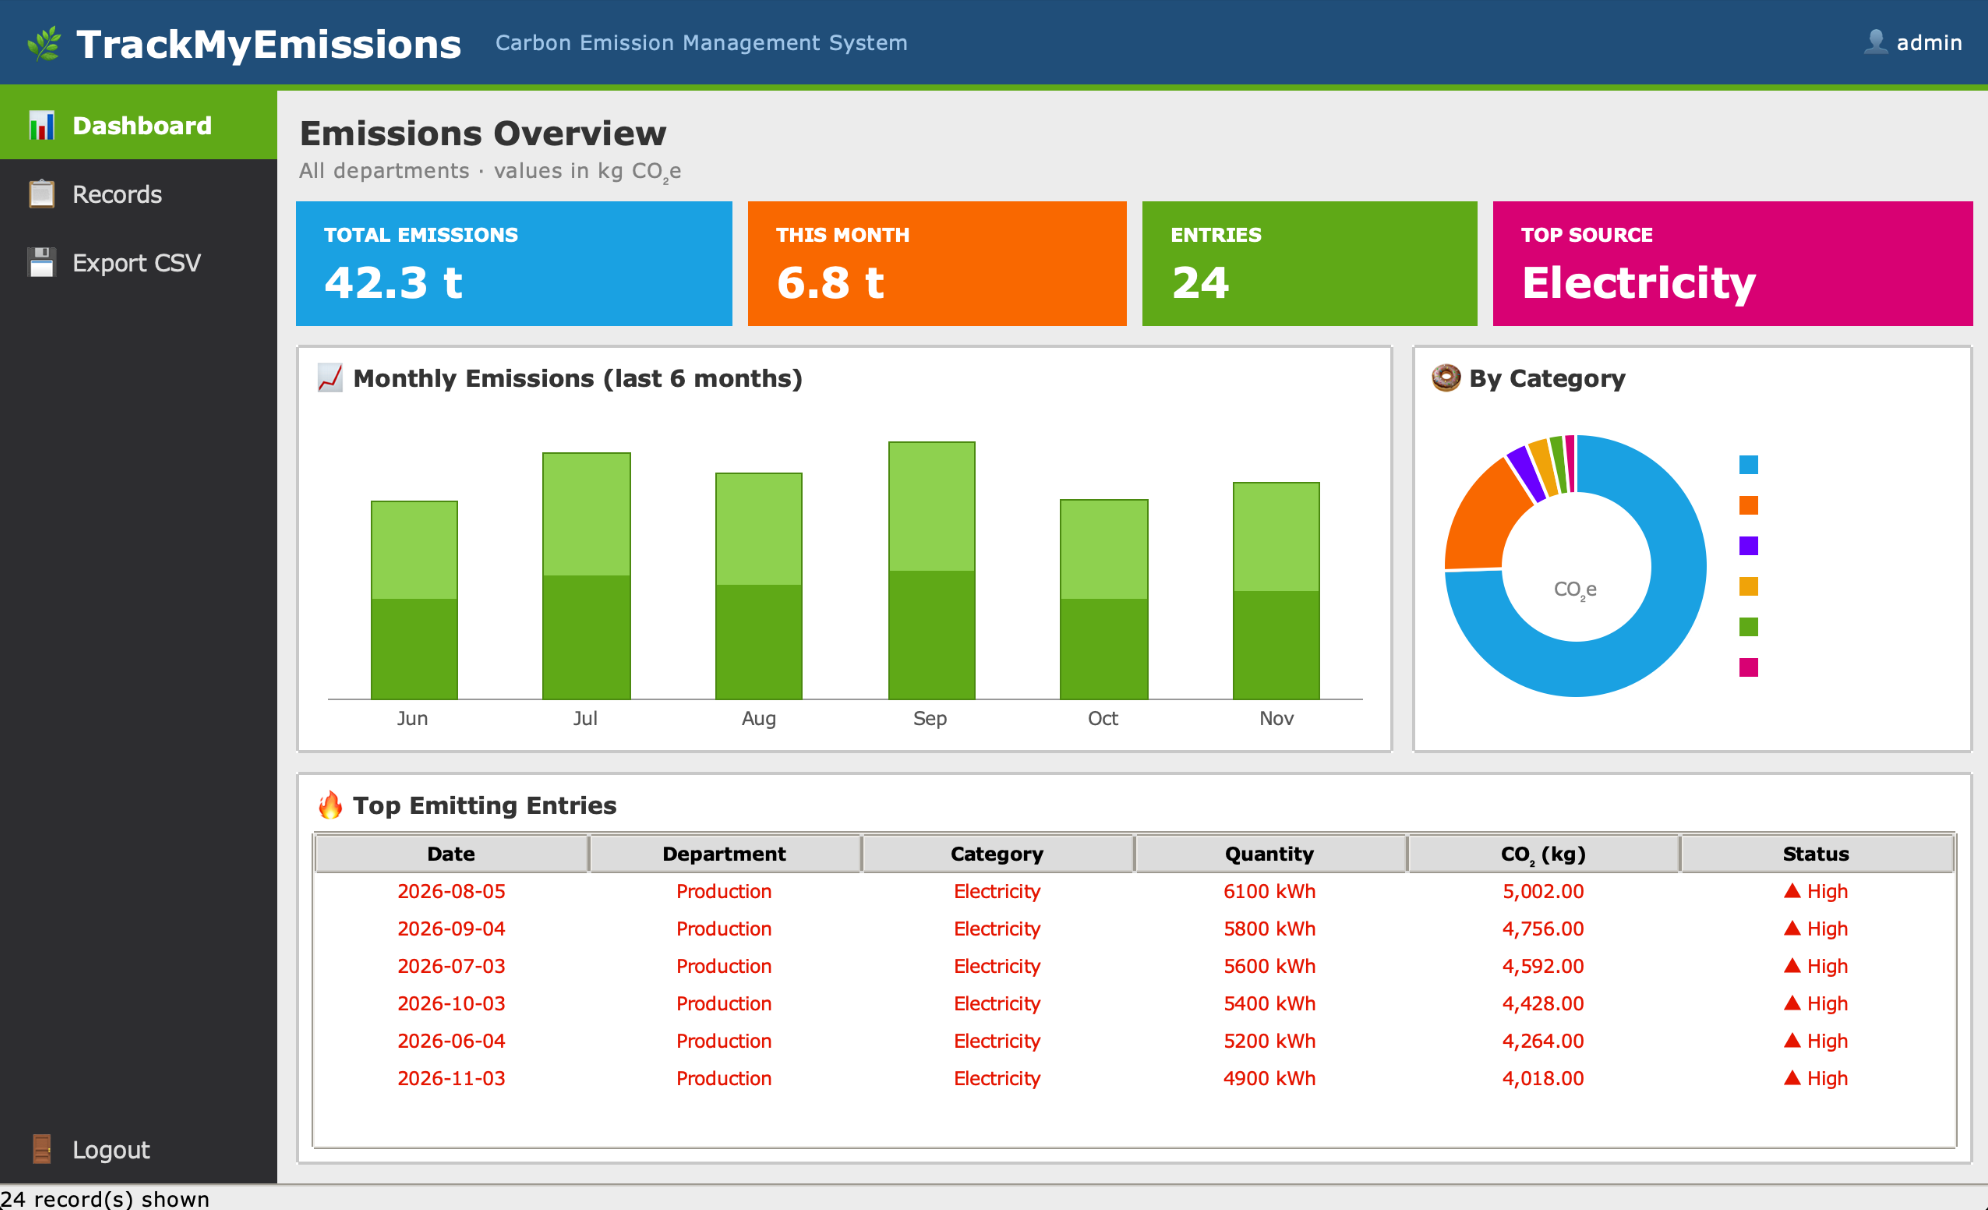 TrackMyEmissions Carbon Emission Management System admin
Dashboard
Records
Export CSV
Logout
Emissions Overview
All departments · values in kg CO₂e
TOTAL EMISSIONS
42.3 t
THIS MONTH
6.8 t
ENTRIES
24
TOP SOURCE
Electricity
Monthly Emissions (last 6 months)
Jun Jul Aug Sep Oct Nov
By Category
CO₂e
Top Emitting Entries
Date Department Category Quantity CO₂ (kg) Status
2026-08-05 Production Electricity 6100 kWh 5,002.00 ▲ High
2026-09-04 Production Electricity 5800 kWh 4,756.00 ▲ High
2026-07-03 Production Electricity 5600 kWh 4,592.00 ▲ High
2026-10-03 Production Electricity 5400 kWh 4,428.00 ▲ High
2026-06-04 Production Electricity 5200 kWh 4,264.00 ▲ High
2026-11-03 Production Electricity 4900 kWh 4,018.00 ▲ High
24 record(s) shown